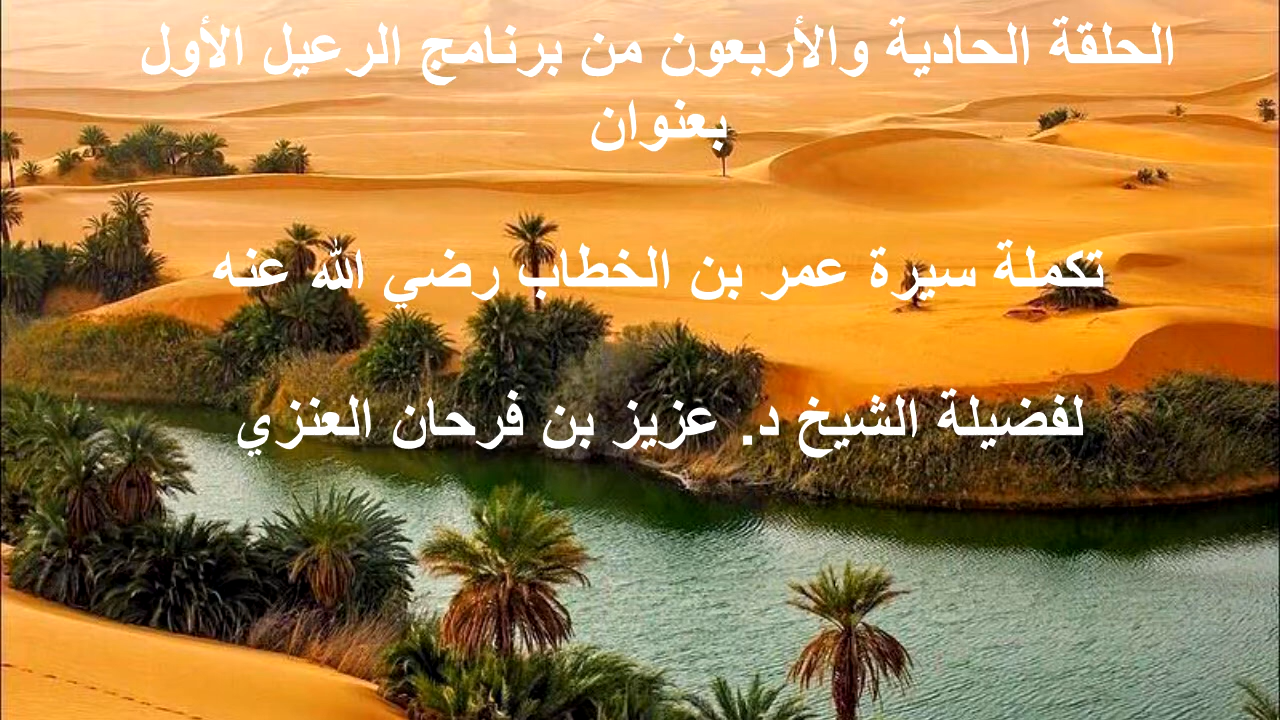 الحلقة الحادية والأربعون من برنامج الرعيل الأول
بعنوان
تكملة سيرة عمر بن الخطاب رضي الله عنه
لفضيلة الشيخ د. عزيز بن فرحان العنزي